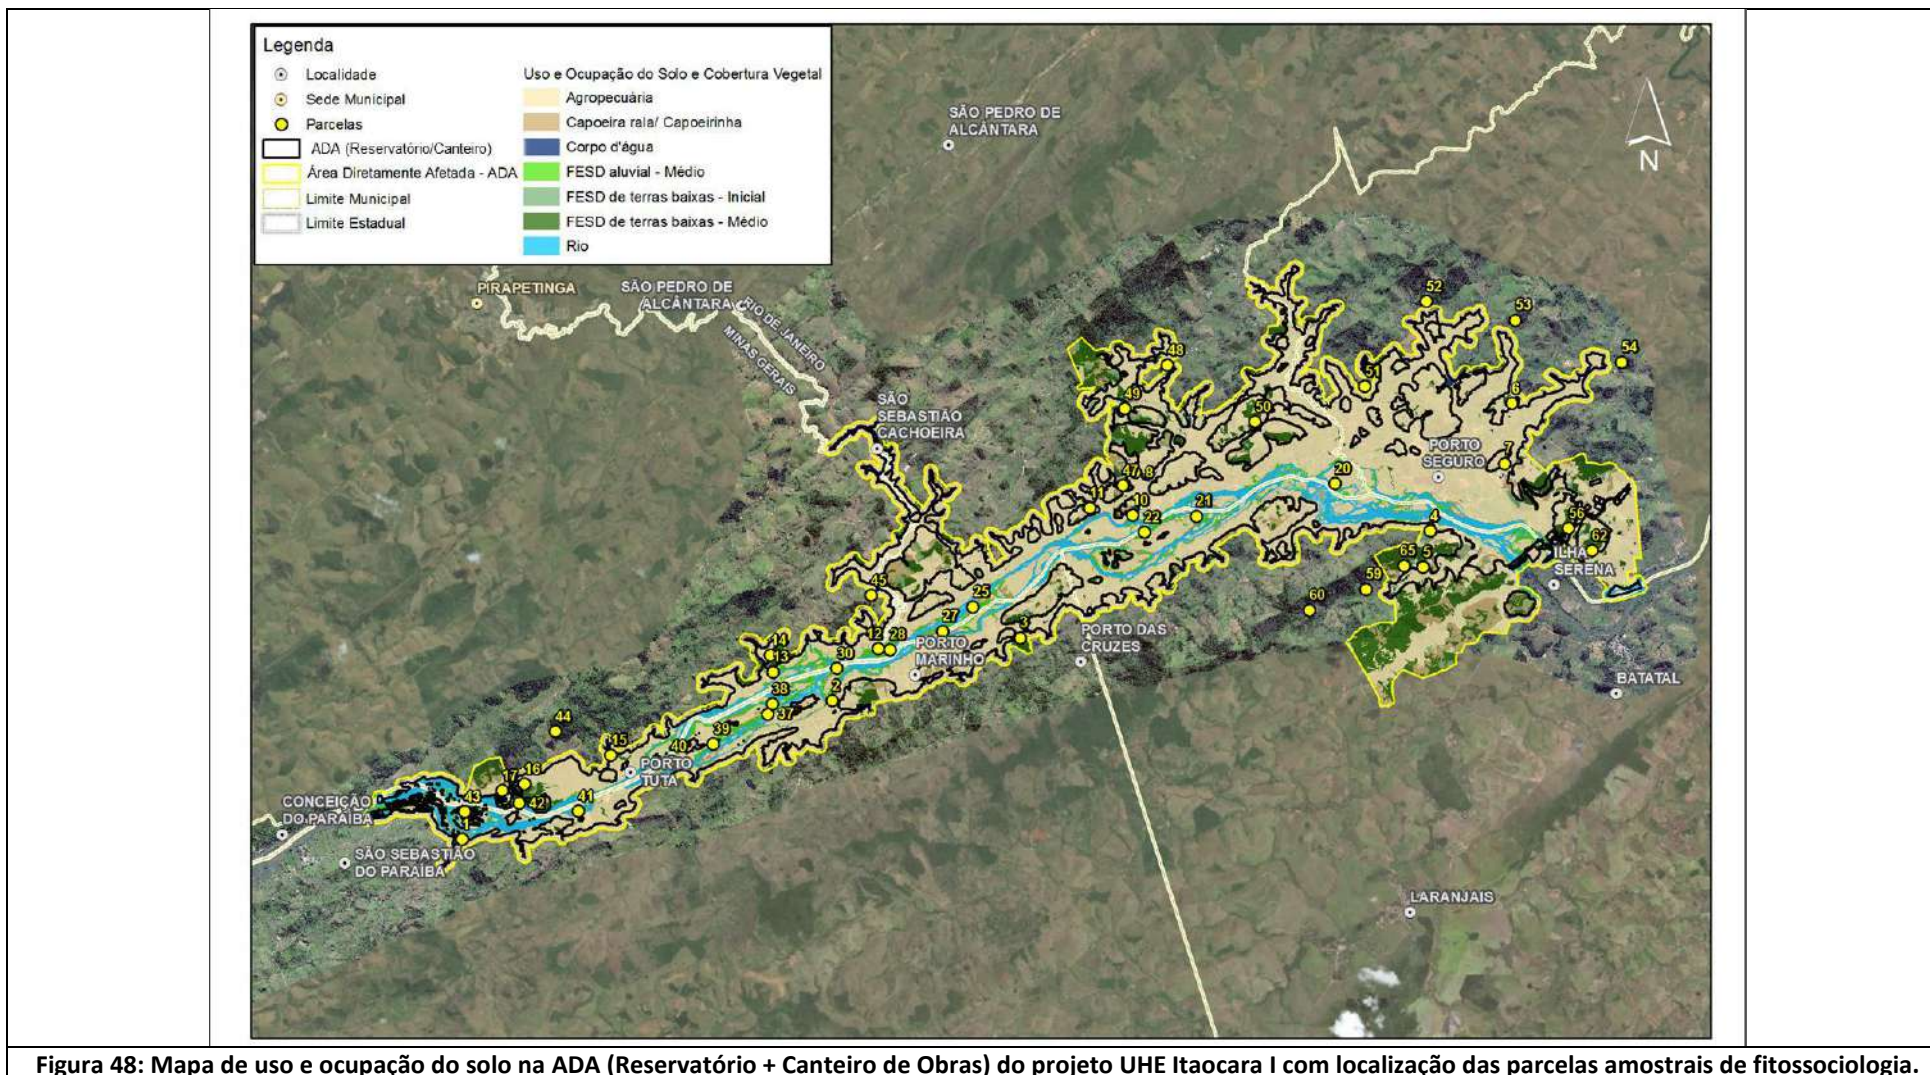 Legenda
Localidade
Sede Municipal
Parcelas
ADA (Reservatório/Canteiro)
Área Diretamente Afetada - ADA
Limite Municipal
Limite Estadual
Uso e Ocupação do Solo e Cobertura Vegetal
Agropecuária
Capoeira rala/ Capoeirinha
Corpo d'água
FESD aluvial - Médio
FESD de terras baixas - Inicial
FESD de terras baixas - Médio
Rio
N
SÃO PEDRO DE
ALCÂNTARA
PIRAPETINGA
SÃO PEDRO DE
ALCÂNTARA
RIO DE JANEIRO
MINAS GERAIS
SÃO
SEBASTIÃO
CACHOEIRA
52
53
54
48
51
6
49
50
PORTO
SEGURO
7
47
8
20
11
10
21
22
4
56
62
65
5
ILHA
SERENA
59
60
45
25
27
3
12
28
PORTO
MARINHO
PORTO DAS
CRUZES
14
13
30
38
2
37
BATATAL
44
15
39
40
PORTO
TUTA
17
16
42
41
43
1
CONCEIÇÃO
DO PARAÍBA
SÃO SEBASTIÃO
DO PARAÍBA
LARANJAIS
Figura 48: Mapa de uso e ocupação do solo na ADA (Reservatório + Canteiro de Obras) do projeto UHE Itaocara I com localização das parcelas amostrais de fitossociologia.